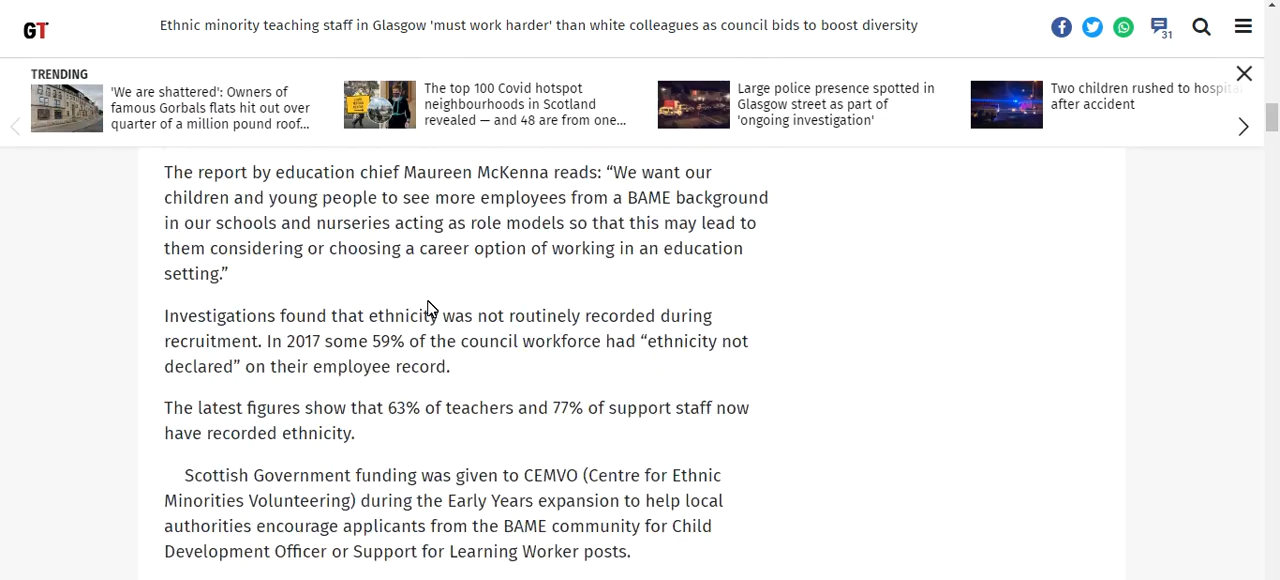 GT
Ethnic minority teaching staff in Glasgow 'must work harder' than white colleagues as council bids to boost diversity
31
TRENDING
'We are shattered': Owners of
famous Gorbals flats hit out over
quarter of a million pound roof...
The top 100 Covid hotspot
neighbourhoods in Scotland
revealed — and 48 are from one...
Large police presence spotted in
Glasgow street as part of
'ongoing investigation'
Two children rushed to hospital
after accident
The report by education chief Maureen McKenna reads: “We want our
children and young people to see more employees from a BAME background
in our schools and nurseries acting as role models so that this may lead to
them considering or choosing a career option of working in an education
setting.”
Investigations found that ethnicity was not routinely recorded during
recruitment. In 2017 some 59% of the council workforce had “ethnicity not
declared” on their employee record.
The latest figures show that 63% of teachers and 77% of support staff now
have recorded ethnicity.
Scottish Government funding was given to CEMVO (Centre for Ethnic
Minorities Volunteering) during the Early Years expansion to help local
authorities encourage applicants from the BAME community for Child
Development Officer or Support for Learning Worker posts.